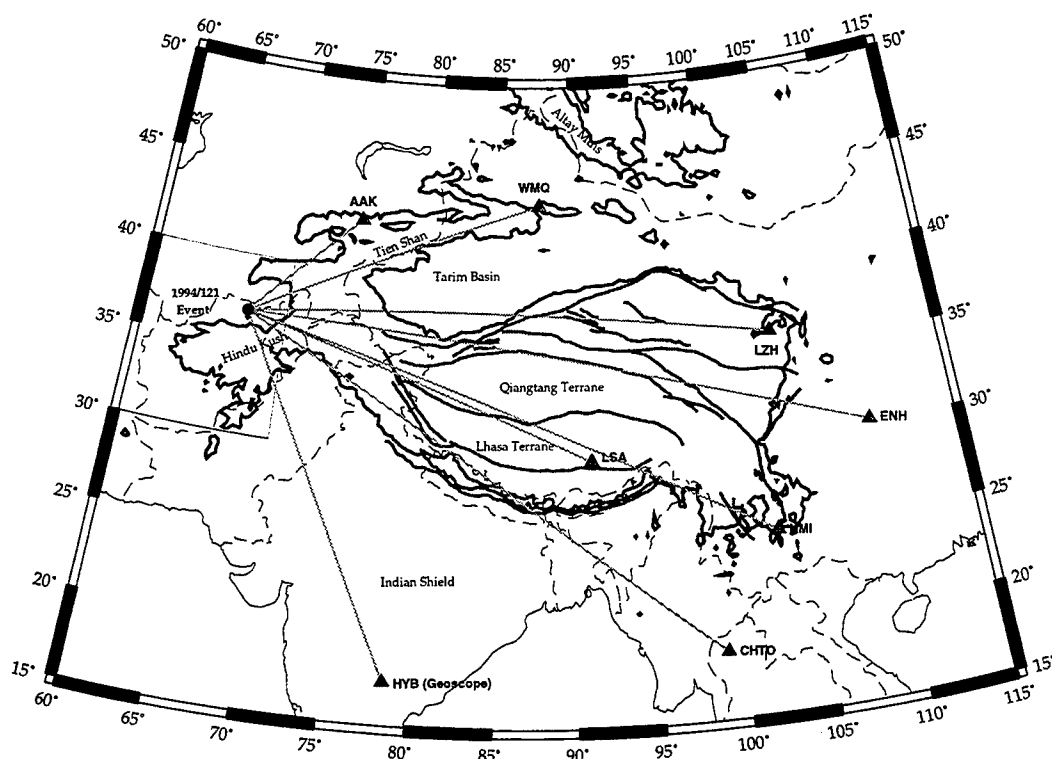 60°
65°
70°
75°
80°
85°
90°
95°
100°
105°
110°
115°
50°
50°
Altay Mtns
45°
45°
WMQ
AAK
40°
40°
Tien Shan
Tarim Basin
1994/121
Event
35°
35°
Hindu Kush
LZH
Qiangtang Terrane
30°
30°
ENH
Lhasa Terrane
LSA
25°
25°
20°
20°
Indian Shield
CHTO
HYB (Geoscope)
15°
15°
60°
65°
70°
75°
80°
85°
90°
95°
100°
105°
110°
115°